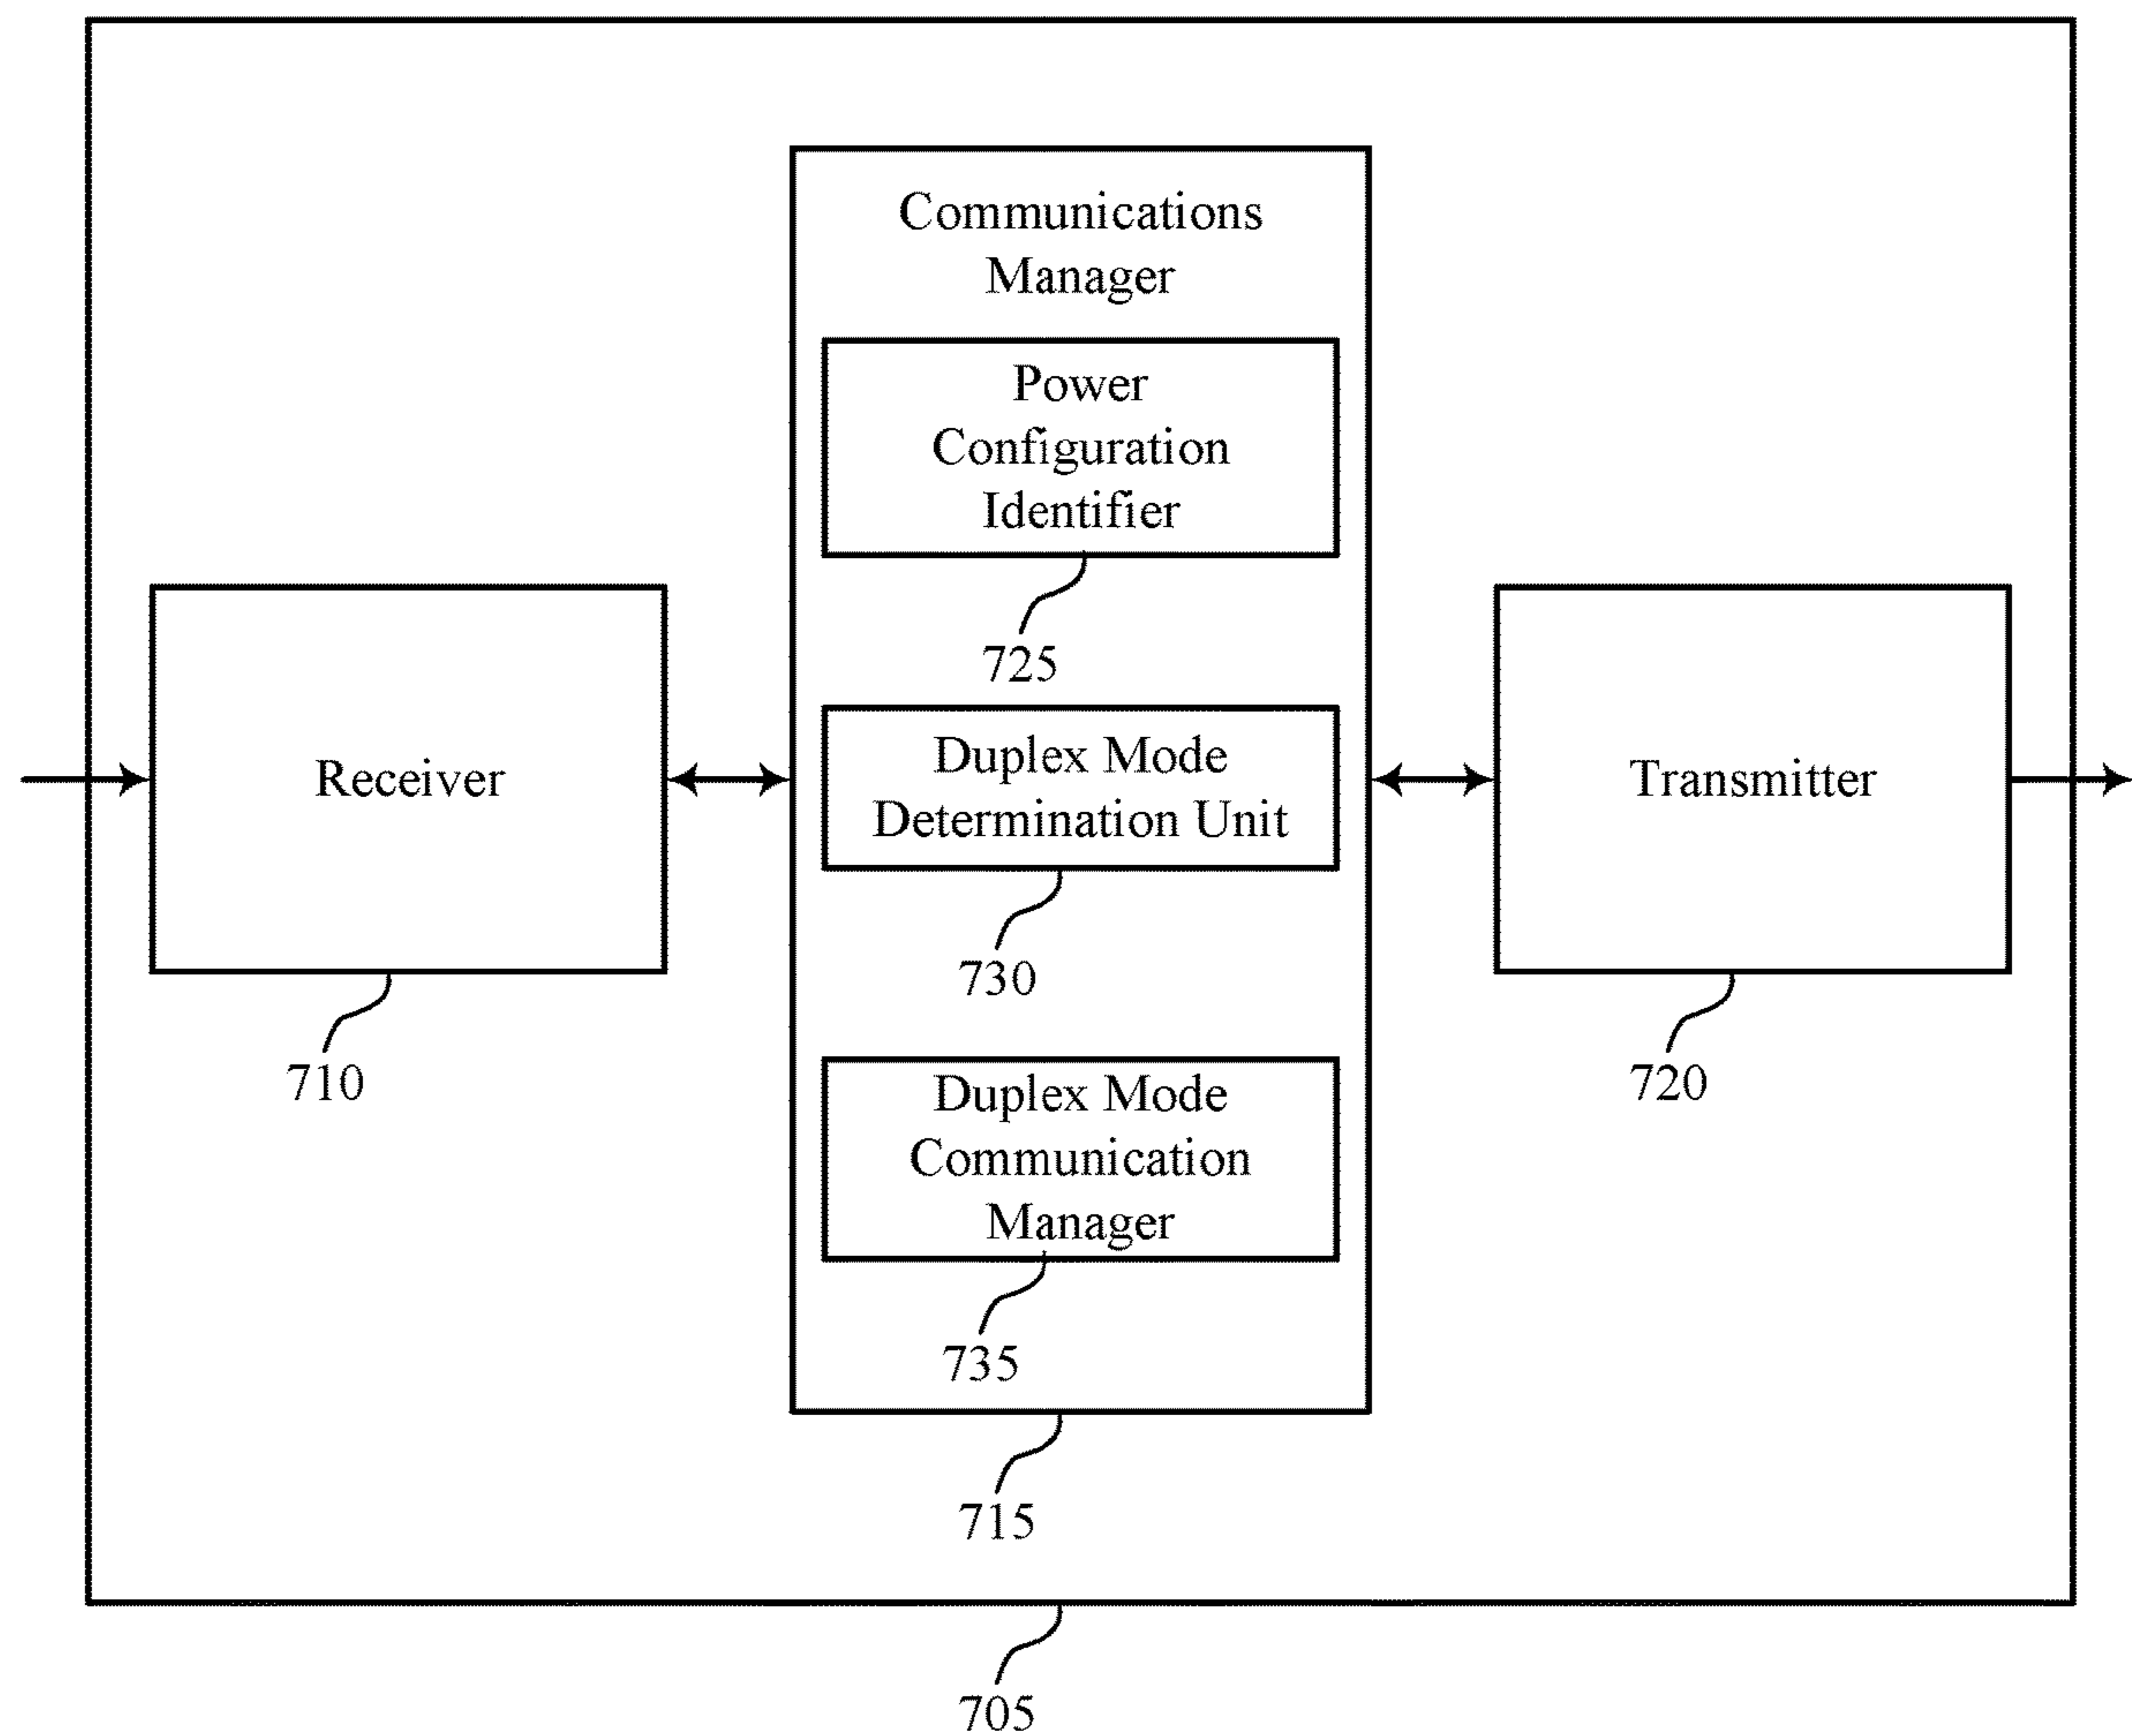 Communications
Manager
Power
Configuration
Identifier
725
Receiver
710
Duplex Mode
Determination Unit
730
Transmitter
720
Duplex Mode
Communication
Manager
735
715
705